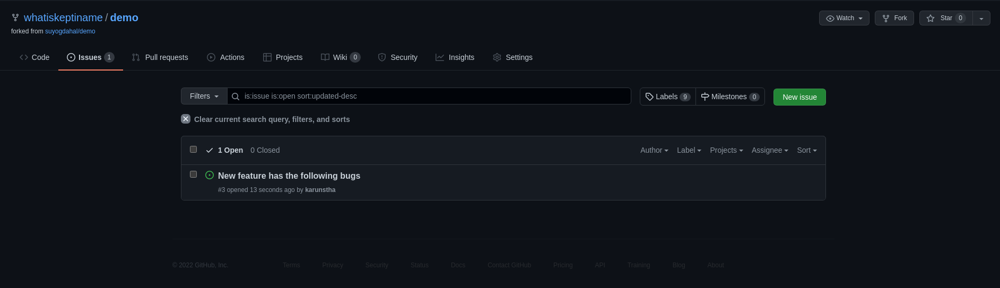 whatiskeptiname / demo
Watch
Fork
Star 0
forked from suyogdahal/demo
Code
Issues 1
Pull requests
Actions
Projects
Wiki 0
Security
Insights
Settings
Filters
is:issue is:open sort:updated-desc
Labels 9
Milestones 0
New issue
Clear current search query, filters, and sorts
1 Open 0 Closed
Author
Label
Projects
Assignee
Sort
New feature has the following bugs
#3 opened 13 seconds ago by karunstha
© 2022 GitHub, Inc.
Terms
Privacy
Security
Status
Docs
Contact GitHub
Pricing
API
Training
Blog
About